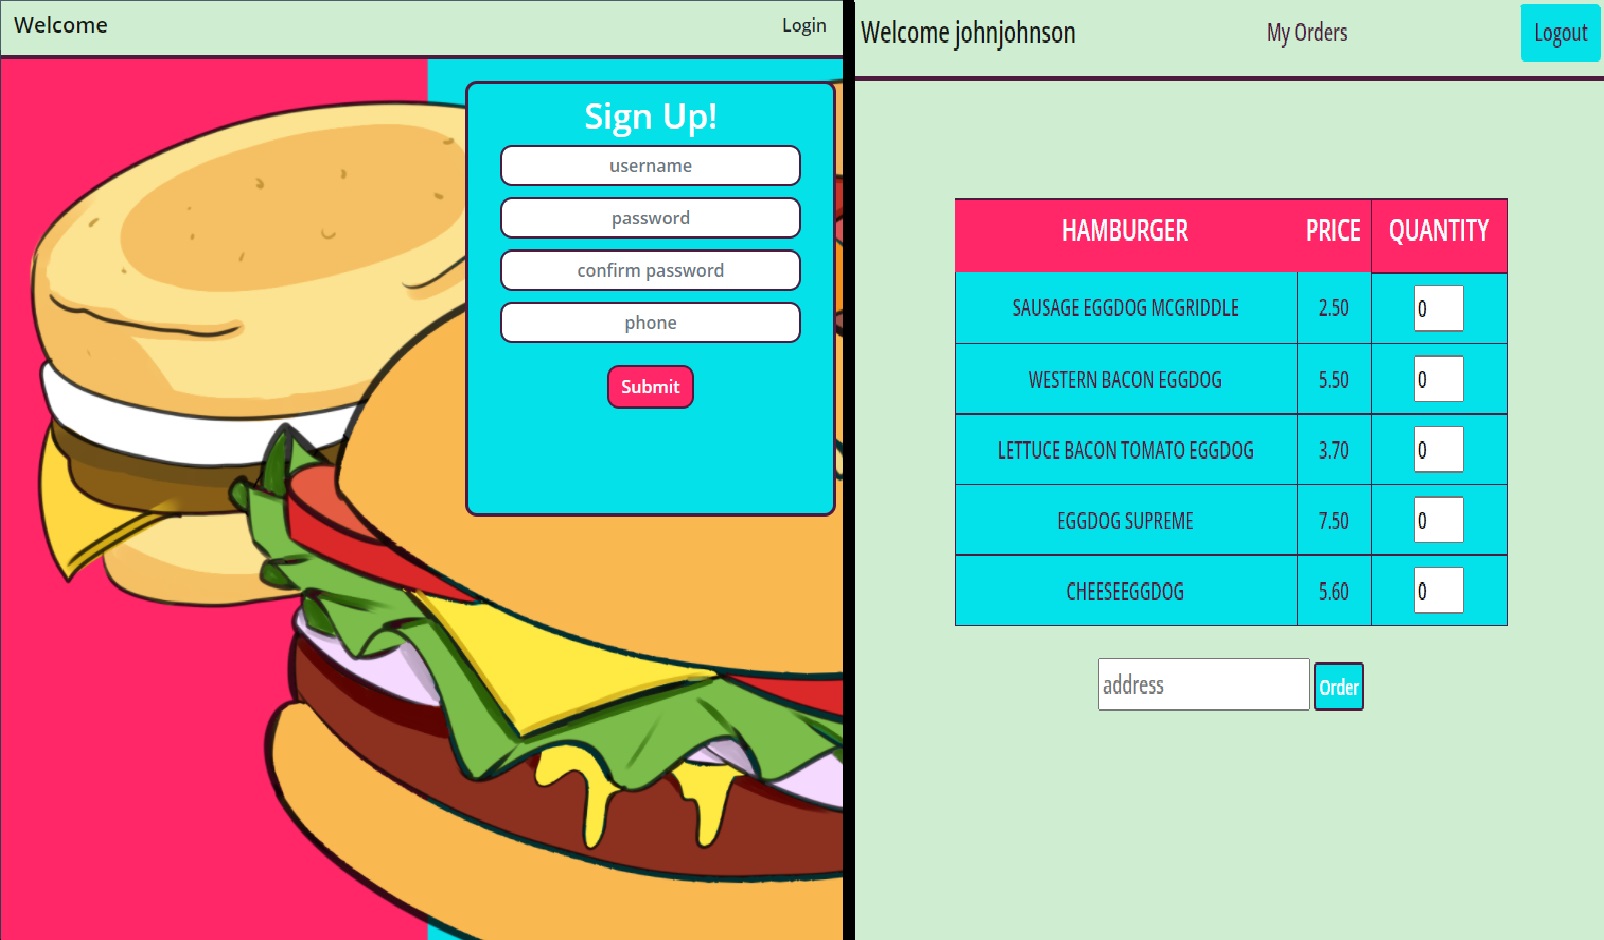 Welcome
Login
Sign Up!
username
password
confirm password
phone
Submit
Welcome johnjohnson
My Orders
Logout
HAMBURGER PRICE QUANTITY
SAUSAGE EGGDOG MCGRIDDLE 2.50 0
WESTERN BACON EGGDOG 5.50 0
LETTUCE BACON TOMATO EGGDOG 3.70 0
EGGDOG SUPREME 7.50 0
CHEESEEGGDOG 5.60 0
address
Order